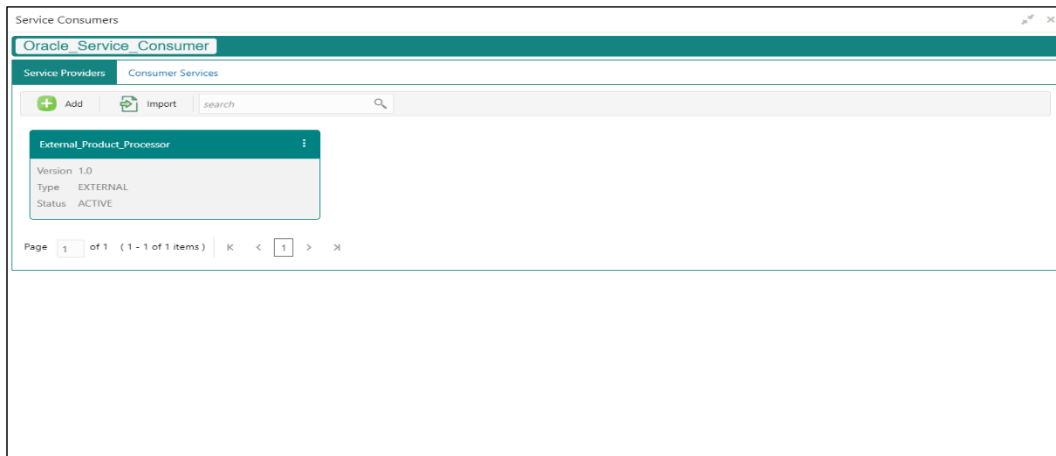 Service Consumers
Oracle_Service_Consumer
Service Providers Consumer Services
Add Import search
External_Product_Processor
Version 1.0
Type EXTERNAL
Status ACTIVE
Page 1 of 1 ( 1 - 1 of 1 items ) 1